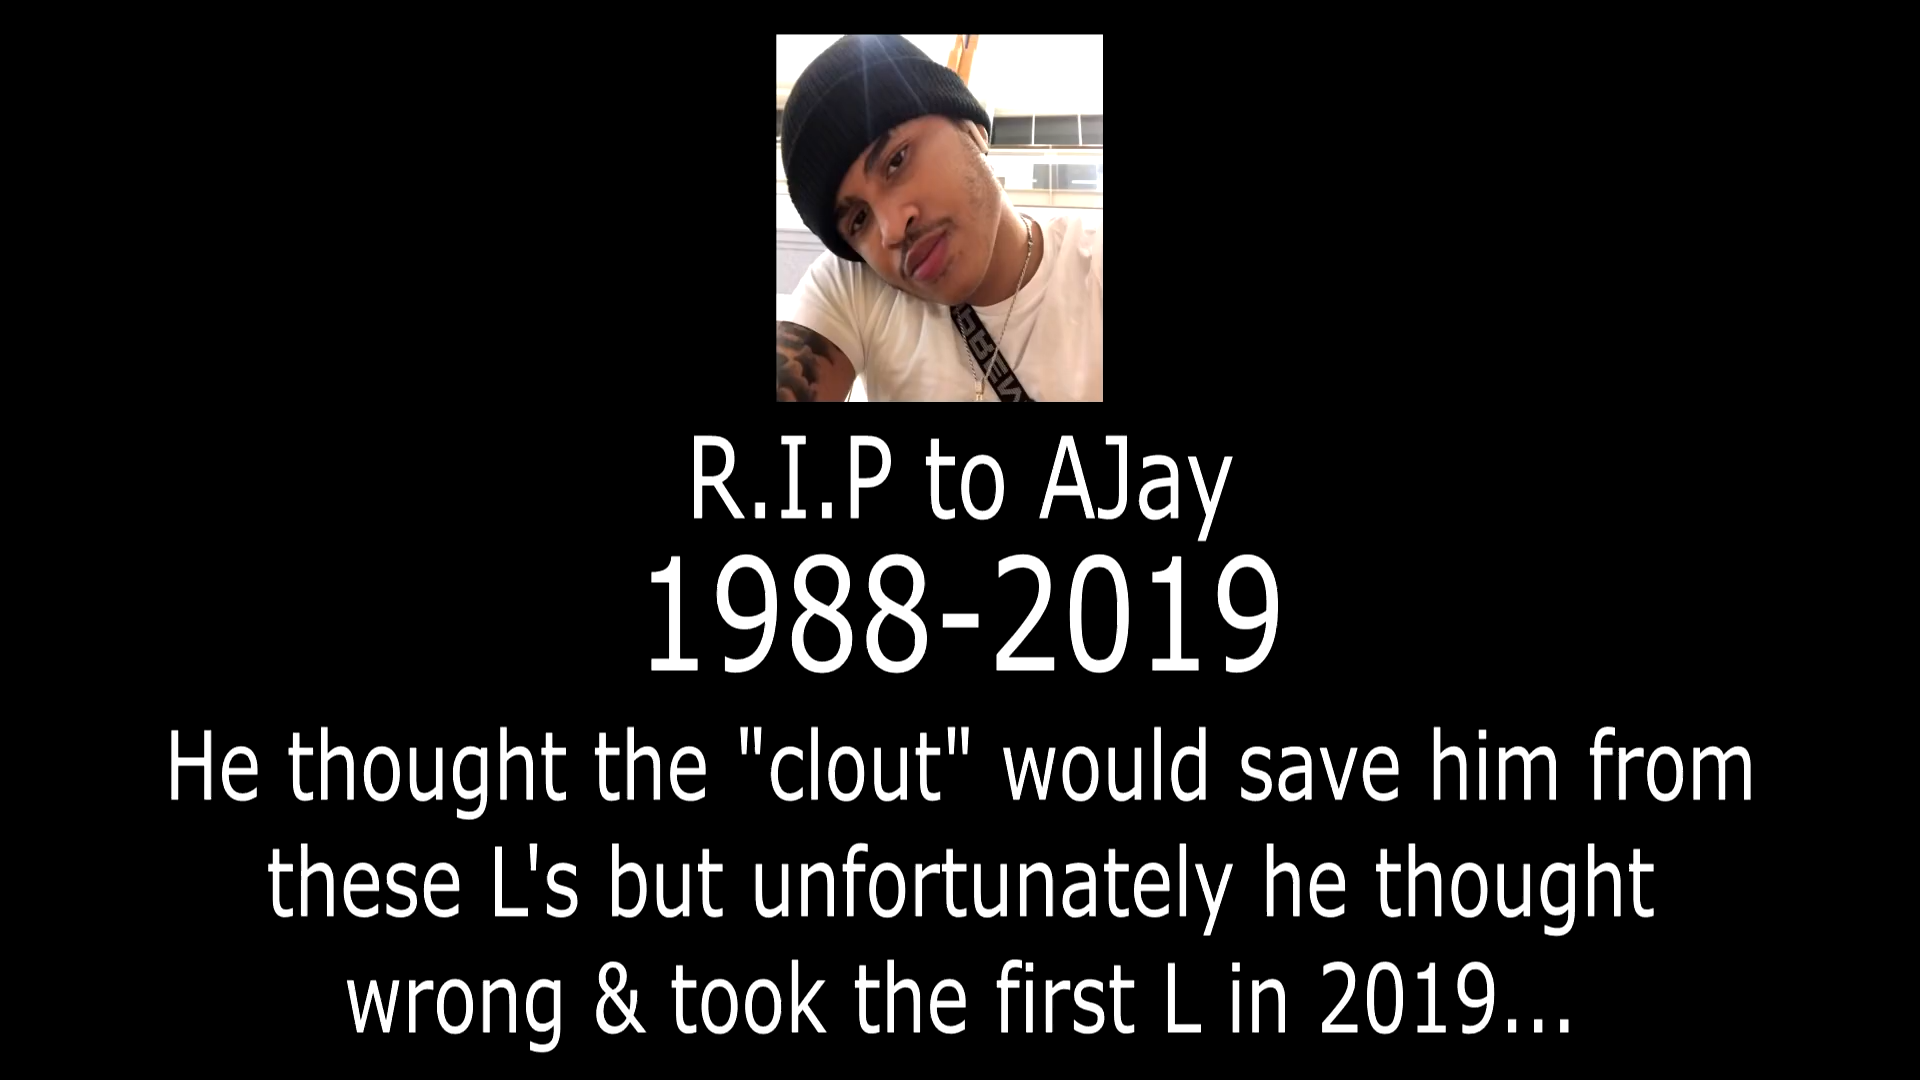 R.I.P to AJay
1988-2019
He thought the "clout" would save him from
these L's but unfortunately he thought
wrong & took the first L in 2019...